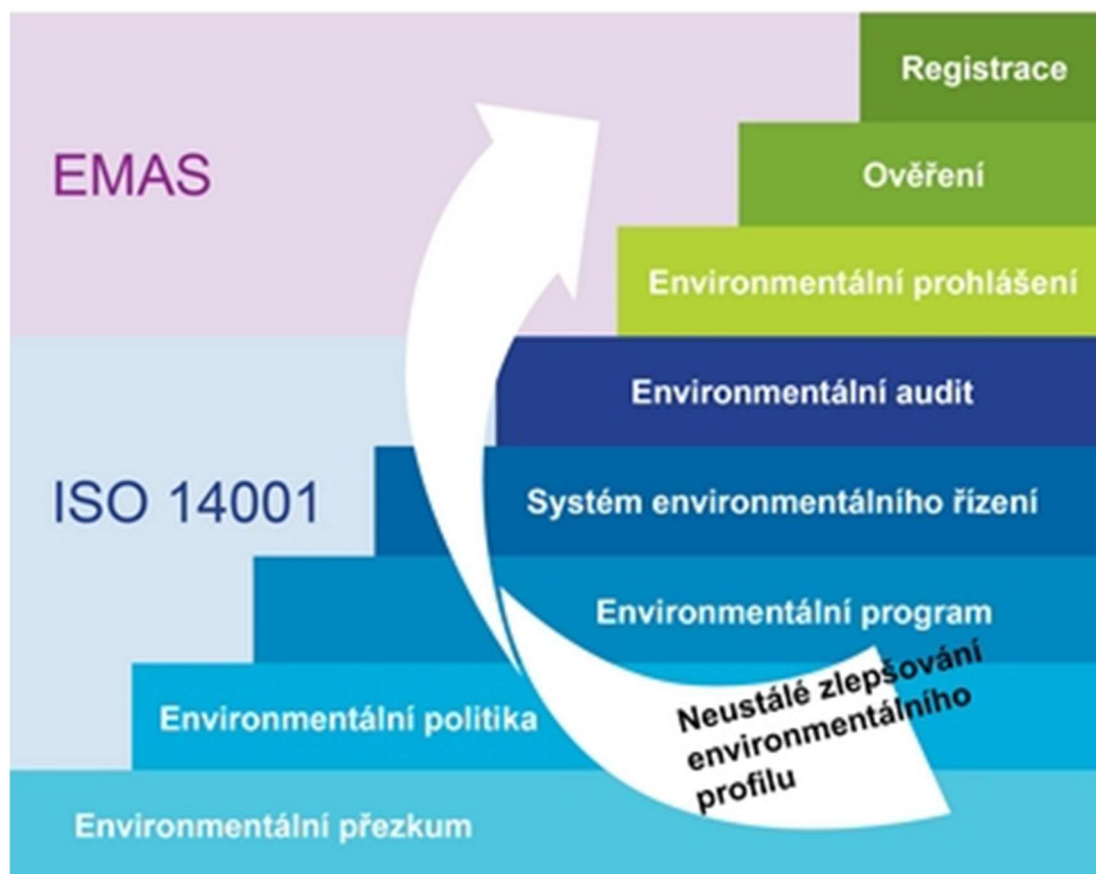 Registrace
EMAS
Ověření
Environmentální prohlášení
Environmentální audit
ISO 14001
Systém environmentálního řízení
Environmentální program
Neustálé zlepšování
environmentálního
profilu
Environmentální politika
Environmentální přezkum